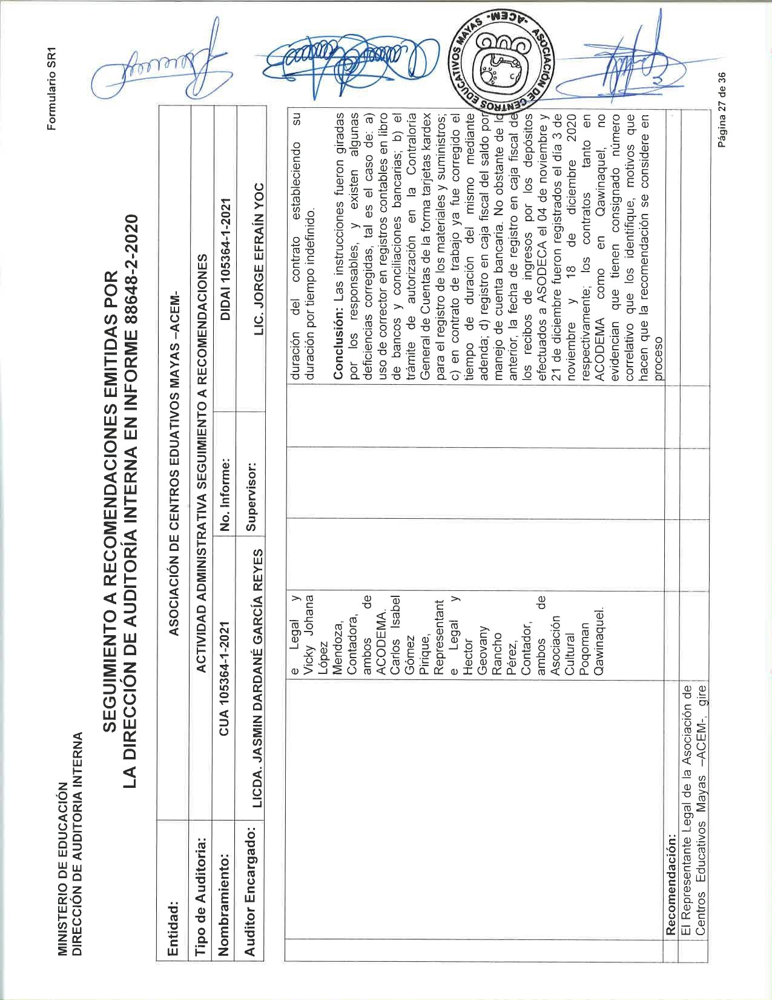 Formulario SR1
MINISTERIO DE EDUCACIÓN
DIRECCIÓN DE AUDITORIA INTERNA
SEGUIMIENTO A RECOMENDACIONES EMITIDAS POR
LA DIRECCIÓN DE AUDITORÍA INTERNA EN INFORME 88648-2-2020
Entidad: ASOCIACIÓN DE CENTROS EDUATIVOS MAYAS –ACEM-
Tipo de Auditoria: ACTIVIDAD ADMINISTRATIVA SEGUIMIENTO A RECOMENDACIONES
Nombramiento: CUA 105364-1-2021 No. Informe: DIDAI 105364-1-2021
Auditor Encargado: LICDA. JASMIN DARDANÉ GARCÍA REYES Supervisor: LIC. JORGE EFRAÍN YOC
e Legal y
Vicky Johana
López
Mendoza,
Contadora,
ambos de
ACODEMA.
Carlos Isabel
Gómez
Pirique,
Representant
e Legal y
Hector
Geovany
Rancho
Pérez,
Contador,
ambos de
Asociación
Cultural
Poqoman
Qawinaquel.
duración del contrato estableciendo su
duración por tiempo indefinido.
Conclusión: Las instrucciones fueron giradas
por los responsables, y existen algunas
deficiencias corregidas, tal es el caso de: a)
uso de corrector en registros contables en libro
de bancos y conciliaciones bancarias; b) el
trámite de autorización en la Contraloría
General de Cuentas de la forma tarjetas kardex
para el registro de los materiales y suministros;
c) en contrato de trabajo ya fue corregido el
tiempo de duración del mismo mediante
adenda; d) registro en caja fiscal del saldo por
manejo de cuenta bancaria. No obstante de lo
anterior, la fecha de registro en caja fiscal de
los recibos de ingresos por los depósitos
efectuados a ASODECA el 04 de noviembre y
21 de diciembre fueron registrados el día 3 de
noviembre y 18 de diciembre 2020
respectivamente; los contratos tanto en
ACODEMA como en Qawinaquel, no
evidencian que tienen consignado número
correlativo que los identifique, motivos que
hacen que la recomendación se considere en
proceso
Recomendación:
El Representante Legal de la Asociación de
Centros Educativos Mayas –ACEM-, gire
ASOCIACIÓN DE CENTROS EDUCATIVOS MAYAS -ACEM-
Página 27 de 36